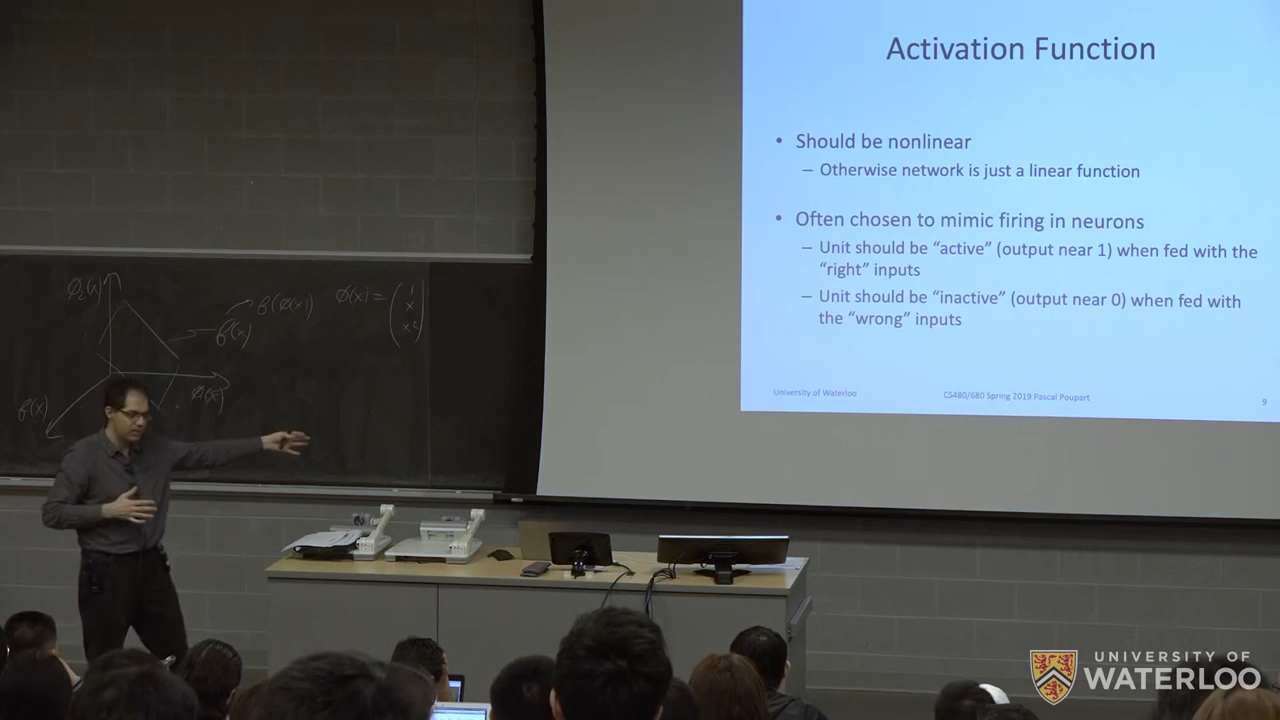 Activation Function
• Should be nonlinear
– Otherwise network is just a linear function
• Often chosen to mimic firing in neurons
– Unit should be “active” (output near 1) when fed with the
“right” inputs
– Unit should be “inactive” (output near 0) when fed with
the “wrong” inputs
University of Waterloo
CS480/680 Spring 2019 Pascal Poupart
9
φ(x) =
1
x
UNIVERSITY OF
WATERLOO